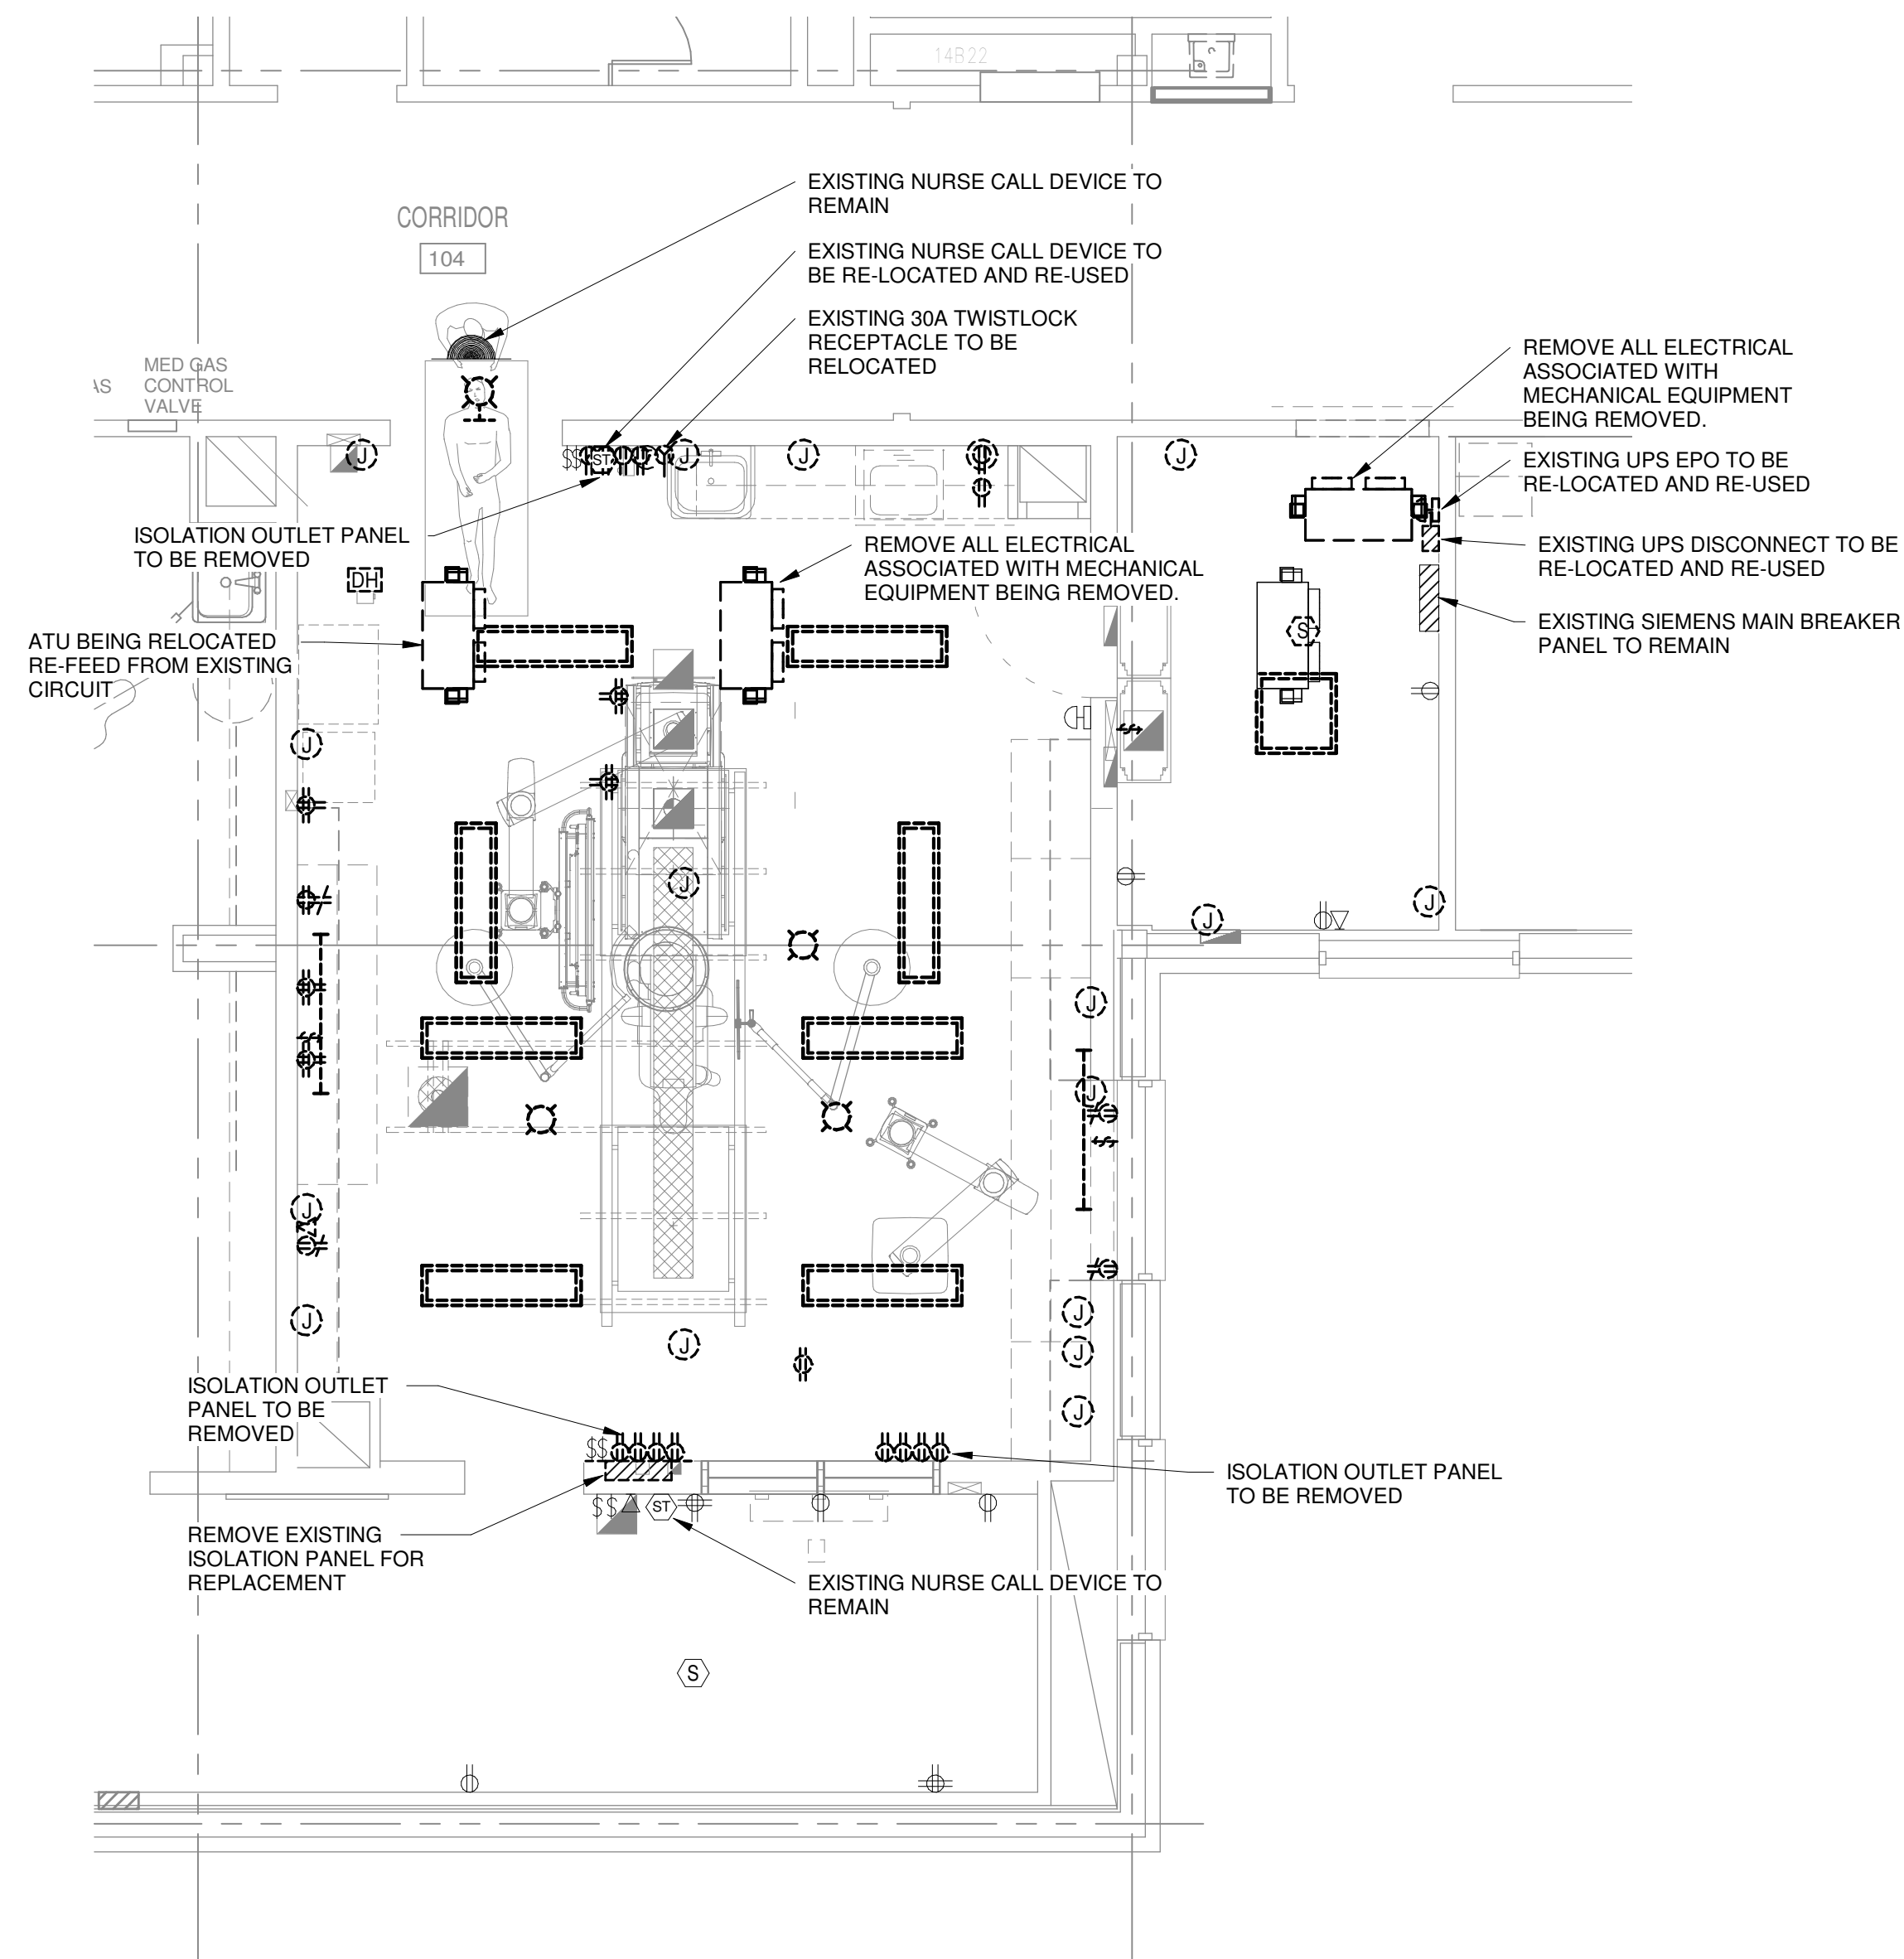 14B22
EXISTING NURSE CALL DEVICE TO
REMAIN
CORRIDOR
104
EXISTING NURSE CALL DEVICE TO
BE RE-LOCATED AND RE-USED
EXISTING 30A TWISTLOCK
RECEPTACLE TO BE
RELOCATED
REMOVE ALL ELECTRICAL
ASSOCIATED WITH
MECHANICAL EQUIPMENT
BEING REMOVED.
AS
MED GAS
CONTROL
VALVE
J
$$
ST
J
J
J
EXISTING UPS EPO TO BE
RE-LOCATED AND RE-USED
ISOLATION OUTLET PANEL
TO BE REMOVED
REMOVE ALL ELECTRICAL
ASSOCIATED WITH MECHANICAL
EQUIPMENT BEING REMOVED.
EXISTING UPS DISCONNECT TO BE
RE-LOCATED AND RE-USED
DH
EXISTING SIEMENS MAIN BREAKER
PANEL TO REMAIN
S
ATU BEING RELOCATED
RE-FEED FROM EXISTING
CIRCUIT
J
J
J
J
J
J
J
J
J
J
J
J
ISOLATION OUTLET
PANEL TO BE
REMOVED
$$
ISOLATION OUTLET PANEL
TO BE REMOVED
$$
ST
REMOVE EXISTING
ISOLATION PANEL FOR
REPLACEMENT
EXISTING NURSE CALL DEVICE TO
REMAIN
S